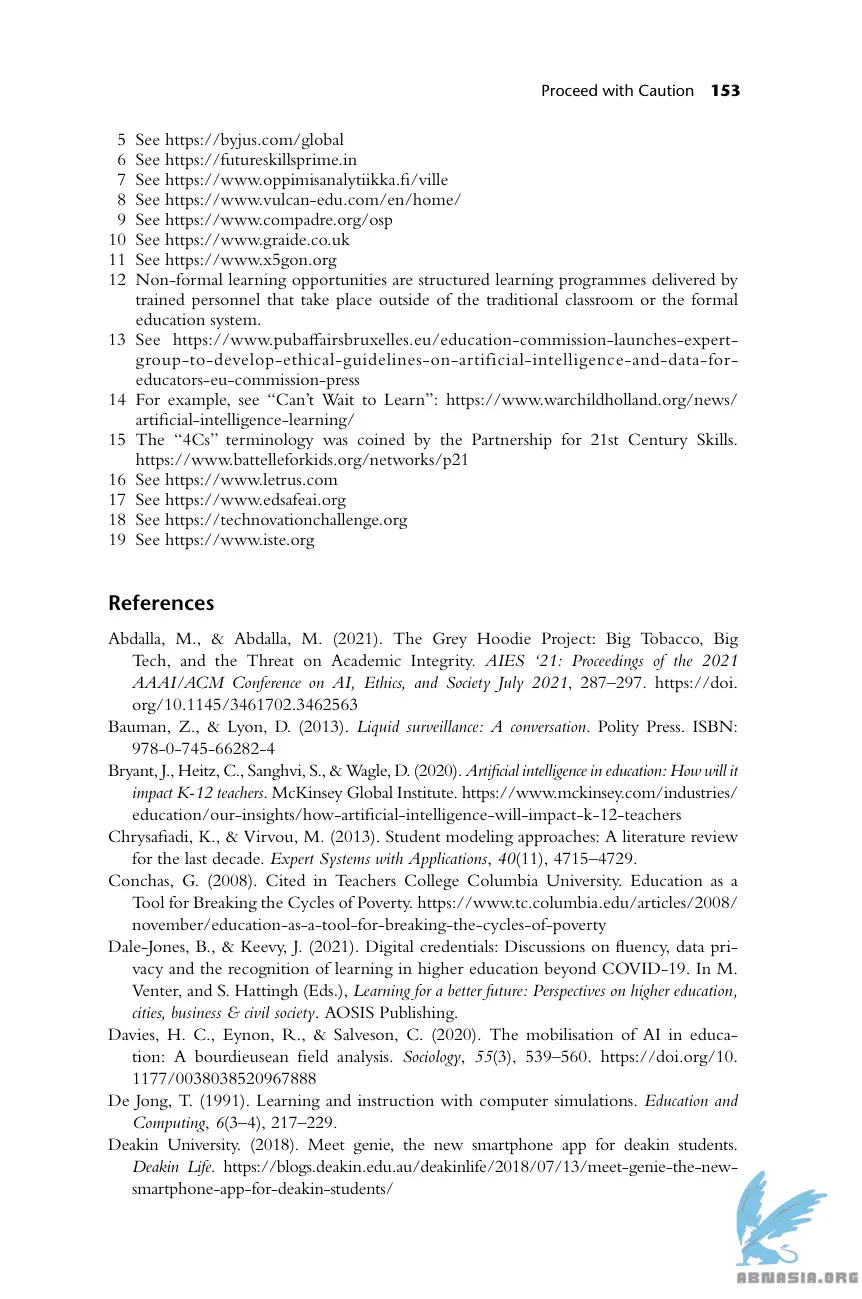 Proceed with Caution 153
5 See https://byjus.com/global
6 See https://futureskillsprime.in
7 See https://www.oppimisanalytiikka.fi/ville
8 See https://www.vulcan-edu.com/en/home/
9 See https://www.compadre.org/osp
10 See https://www.graide.co.uk
11 See https://www.x5gon.org
12 Non-formal learning opportunities are structured learning programmes delivered by
trained personnel that take place outside of the traditional classroom or the formal
education system.
13 See https://www.pubaffairsbruxelles.eu/education-commission-launches-expert-
group-to-develop-ethical-guidelines-on-artificial-intelligence-and-data-for-
educators-eu-commission-press
14 For example, see “Can’t Wait to Learn”: https://www.warchildholland.org/news/
artificial-intelligence-learning/
15 The “4Cs” terminology was coined by the Partnership for 21st Century Skills.
https://www.battelleforkids.org/networks/p21
16 See https://www.letrus.com
17 See https://www.edsafeai.org
18 See https://technovationchallenge.org
19 See https://www.iste.org
References
Abdalla, M., & Abdalla, M. (2021). The Grey Hoodie Project: Big Tobacco, Big
Tech, and the Threat on Academic Integrity. AIES ‘21: Proceedings of the 2021
AAAI/ACM Conference on AI, Ethics, and Society July 2021, 287–297. https://doi.
org/10.1145/3461702.3462563
Bauman, Z., & Lyon, D. (2013). Liquid surveillance: A conversation. Polity Press. ISBN:
978-0-745-66282-4
Bryant, J., Heitz, C., Sanghvi, S., & Wagle, D. (2020). Artificial intelligence in education: How will it
impact K-12 teachers. McKinsey Global Institute. https://www.mckinsey.com/industries/
education/our-insights/how-artificial-intelligence-will-impact-k-12-teachers
Chrysafiadi, K., & Virvou, M. (2013). Student modeling approaches: A literature review
for the last decade. Expert Systems with Applications, 40(11), 4715–4729.
Conchas, G. (2008). Cited in Teachers College Columbia University. Education as a
Tool for Breaking the Cycles of Poverty. https://www.tc.columbia.edu/articles/2008/
november/education-as-a-tool-for-breaking-the-cycles-of-poverty
Dale-Jones, B., & Keevy, J. (2021). Digital credentials: Discussions on fluency, data pri-
vacy and the recognition of learning in higher education beyond COVID-19. In M.
Venter, and S. Hattingh (Eds.), Learning for a better future: Perspectives on higher education,
cities, business & civil society. AOSIS Publishing.
Davies, H. C., Eynon, R., & Salveson, C. (2020). The mobilisation of AI in educa-
tion: A bourdieusean field analysis. Sociology, 55(3), 539–560. https://doi.org/10.
1177/0038038520967888
De Jong, T. (1991). Learning and instruction with computer simulations. Education and
Computing, 6(3–4), 217–229.
Deakin University. (2018). Meet genie, the new smartphone app for deakin students.
Deakin Life. https://blogs.deakin.edu.au/deakinlife/2018/07/13/meet-genie-the-new-
smartphone-app-for-deakin-students/
ABNASIA.ORG